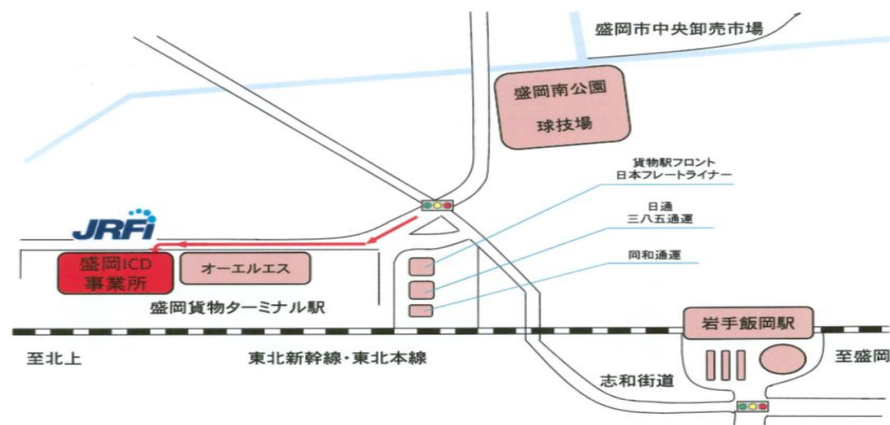 盛岡市中央卸売市場
盛岡南公園
球技場
貨物駅フロント
日本フレートライナー
日通
三八五通運
同和通運
JRFi
盛岡ICD
事業所
オーエルエス
盛岡貨物ターミナル駅
岩手飯岡駅
至北上
東北新幹線・東北本線
志和街道
至盛岡